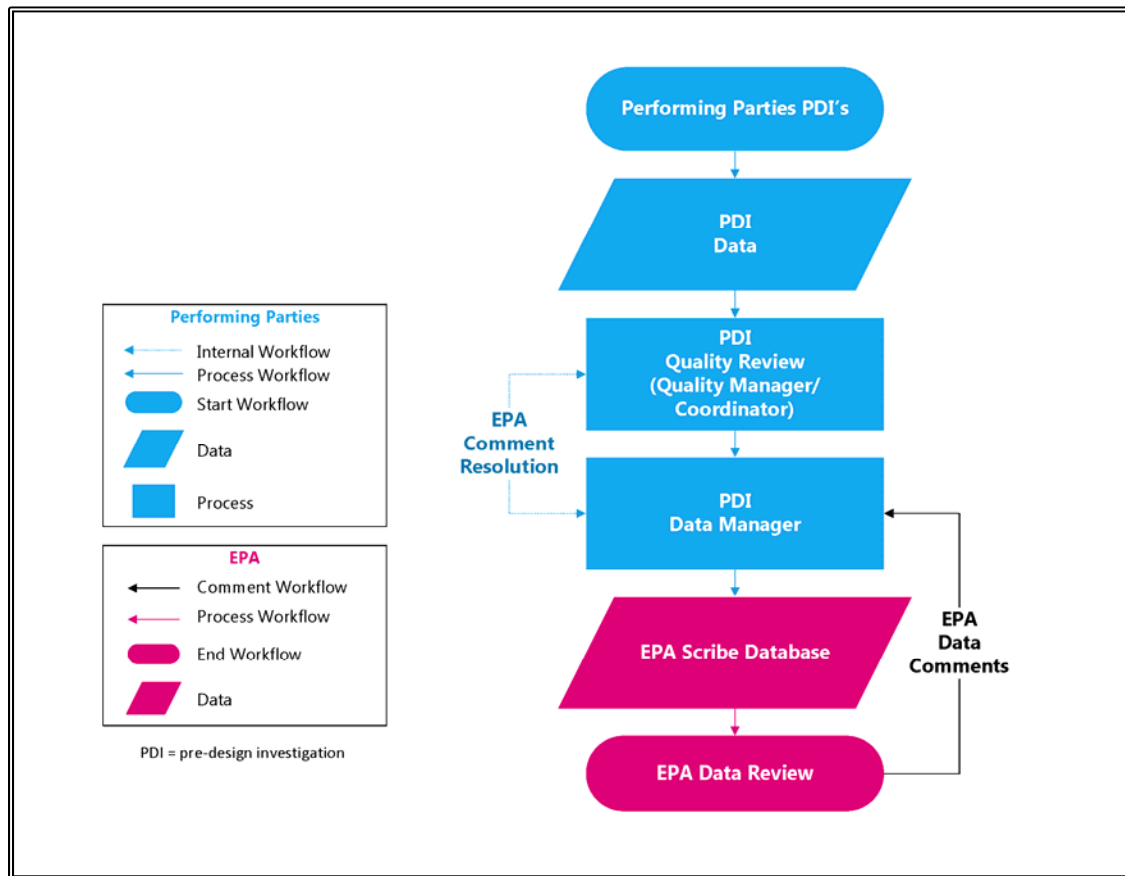 Performing Parties PDI's
PDI
Data
PDI
Quality Review
(Quality Manager/
Coordinator)
EPA
Comment
Resolution
PDI
Data Manager
EPA Scribe Database
EPA
Data
Comments
EPA Data Review
Performing Parties
Internal Workflow
Process Workflow
Start Workflow
Data
Process
EPA
Comment Workflow
Process Workflow
End Workflow
Data
PDI = pre-design investigation